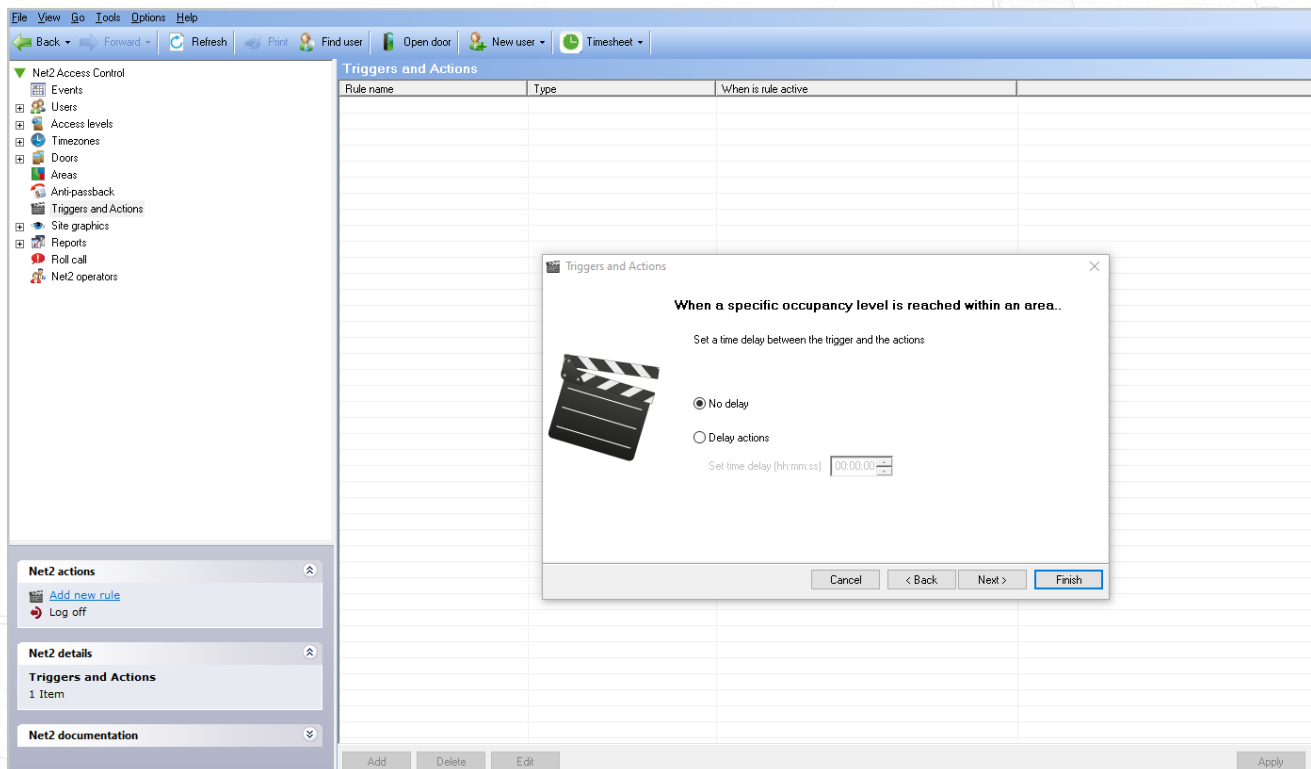 File View Go Tools Options Help
Back Forward Refresh Print Find user Open door New user Timesheet
Net2 Access Control
Events
Users
Access levels
Timezones
Doors
Areas
Anti-passback
Triggers and Actions
Site graphics
Reports
Roll call
Net2 operators
Net2 actions
Add new rule
Log off
Net2 details
Triggers and Actions
1 Item
Net2 documentation
Triggers and Actions
Rule name Type When is rule active
Triggers and Actions
When a specific occupancy level is reached within an area..
Set a time delay between the trigger and the actions
No delay
Delay actions
Set time delay (hh:mm:ss) 00:00:00
Cancel < Back Next > Finish
Add Delete Edit Apply